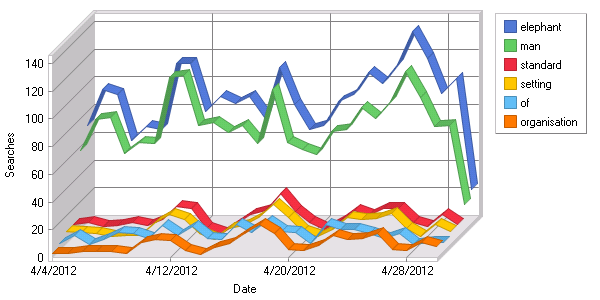 140
120
100
80
60
40
20
0
Searches
4/4/2012 4/12/2012 4/20/2012 4/28/2012
Date
elephant
man
standard
setting
of
organisation